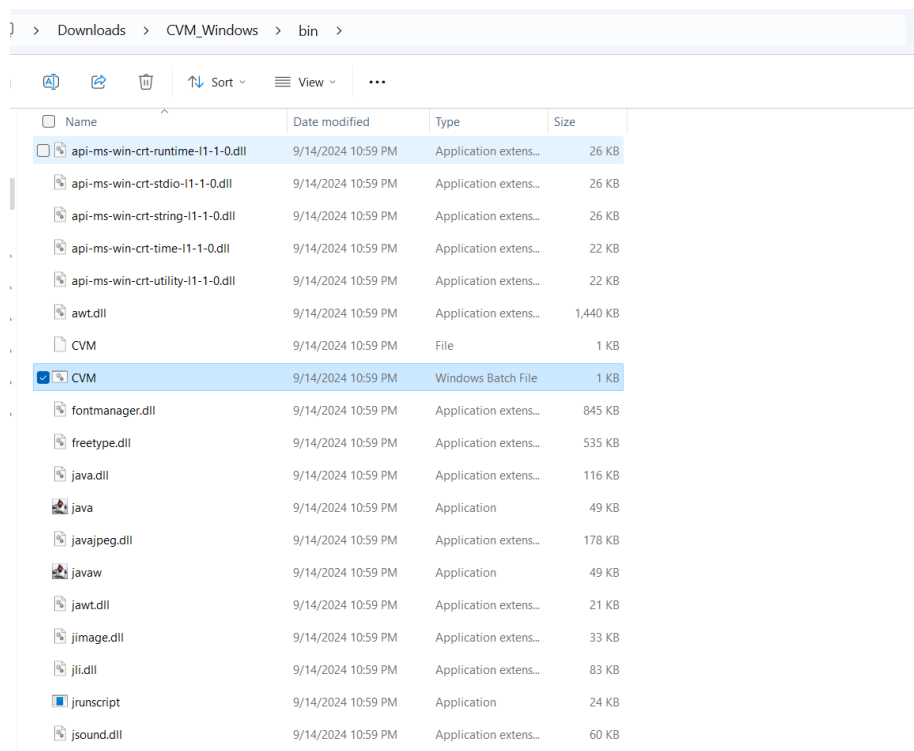 Downloads > CVM_Windows > bin >
Sort View
Name Date modified Type Size
api-ms-win-crt-runtime-l1-1-0.dll 9/14/2024 10:59 PM Application extens... 26 KB
api-ms-win-crt-stdio-l1-1-0.dll 9/14/2024 10:59 PM Application extens... 26 KB
api-ms-win-crt-string-l1-1-0.dll 9/14/2024 10:59 PM Application extens... 26 KB
api-ms-win-crt-time-l1-1-0.dll 9/14/2024 10:59 PM Application extens... 22 KB
api-ms-win-crt-utility-l1-1-0.dll 9/14/2024 10:59 PM Application extens... 22 KB
awt.dll 9/14/2024 10:59 PM Application extens... 1,440 KB
CVM 9/14/2024 10:59 PM File 1 KB
CVM 9/14/2024 10:59 PM Windows Batch File 1 KB
fontmanager.dll 9/14/2024 10:59 PM Application extens... 845 KB
freetype.dll 9/14/2024 10:59 PM Application extens... 535 KB
java.dll 9/14/2024 10:59 PM Application extens... 116 KB
java 9/14/2024 10:59 PM Application 49 KB
javajpeg.dll 9/14/2024 10:59 PM Application extens... 178 KB
javaw 9/14/2024 10:59 PM Application 49 KB
jawt.dll 9/14/2024 10:59 PM Application extens... 21 KB
jimage.dll 9/14/2024 10:59 PM Application extens... 33 KB
jli.dll 9/14/2024 10:59 PM Application extens... 83 KB
jrunscript 9/14/2024 10:59 PM Application 24 KB
jsound.dll 9/14/2024 10:59 PM Application extens... 60 KB